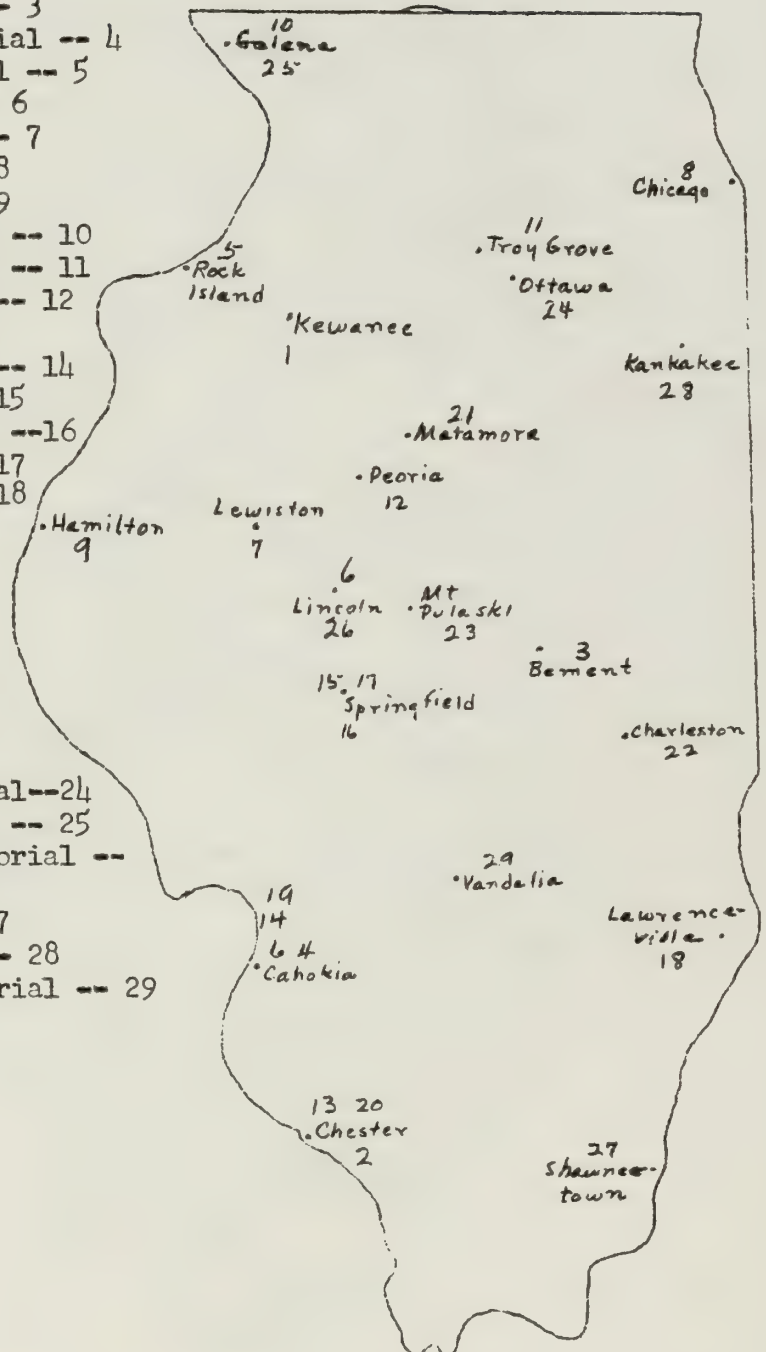 -- 3
ial -- 4
l -- 5
6
- 7
8
9
-- 10
-- 11
-- 12
-- 14
15
--16
17
18
al--24
-- 25
orial --
7
- 28
rial -- 29
10
Galena
25
8
Chicago
11
Troy Grove
Ottawa
24
5
Rock
Island
Kewanee
1
Kankakee
28
21
Matamora
Peoria
12
Lewiston
7
Hamilton
9
6
Lincoln
26
Mt
Pulaski
23
3
Bement
15 17
Springfield
16
Charleston
22
29
Vandalia
Lawrence-
ville
18
19
14
6 4
Cahokia
13 20
Chester
2
27
Shawnee-
town